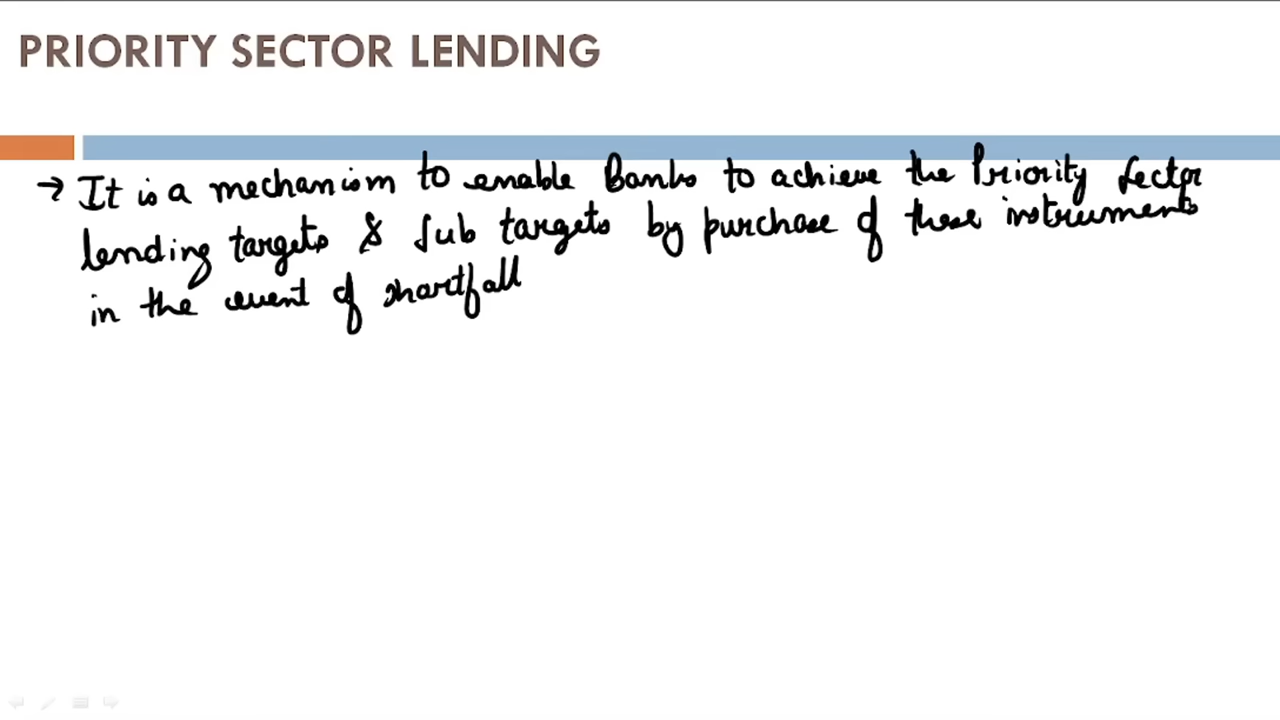 PRIORITY SECTOR LENDING
→ It is a mechanism to enable Banks to achieve the Priority Sector
lending targets & sub targets by purchase of these instruments
in the event of shortfall